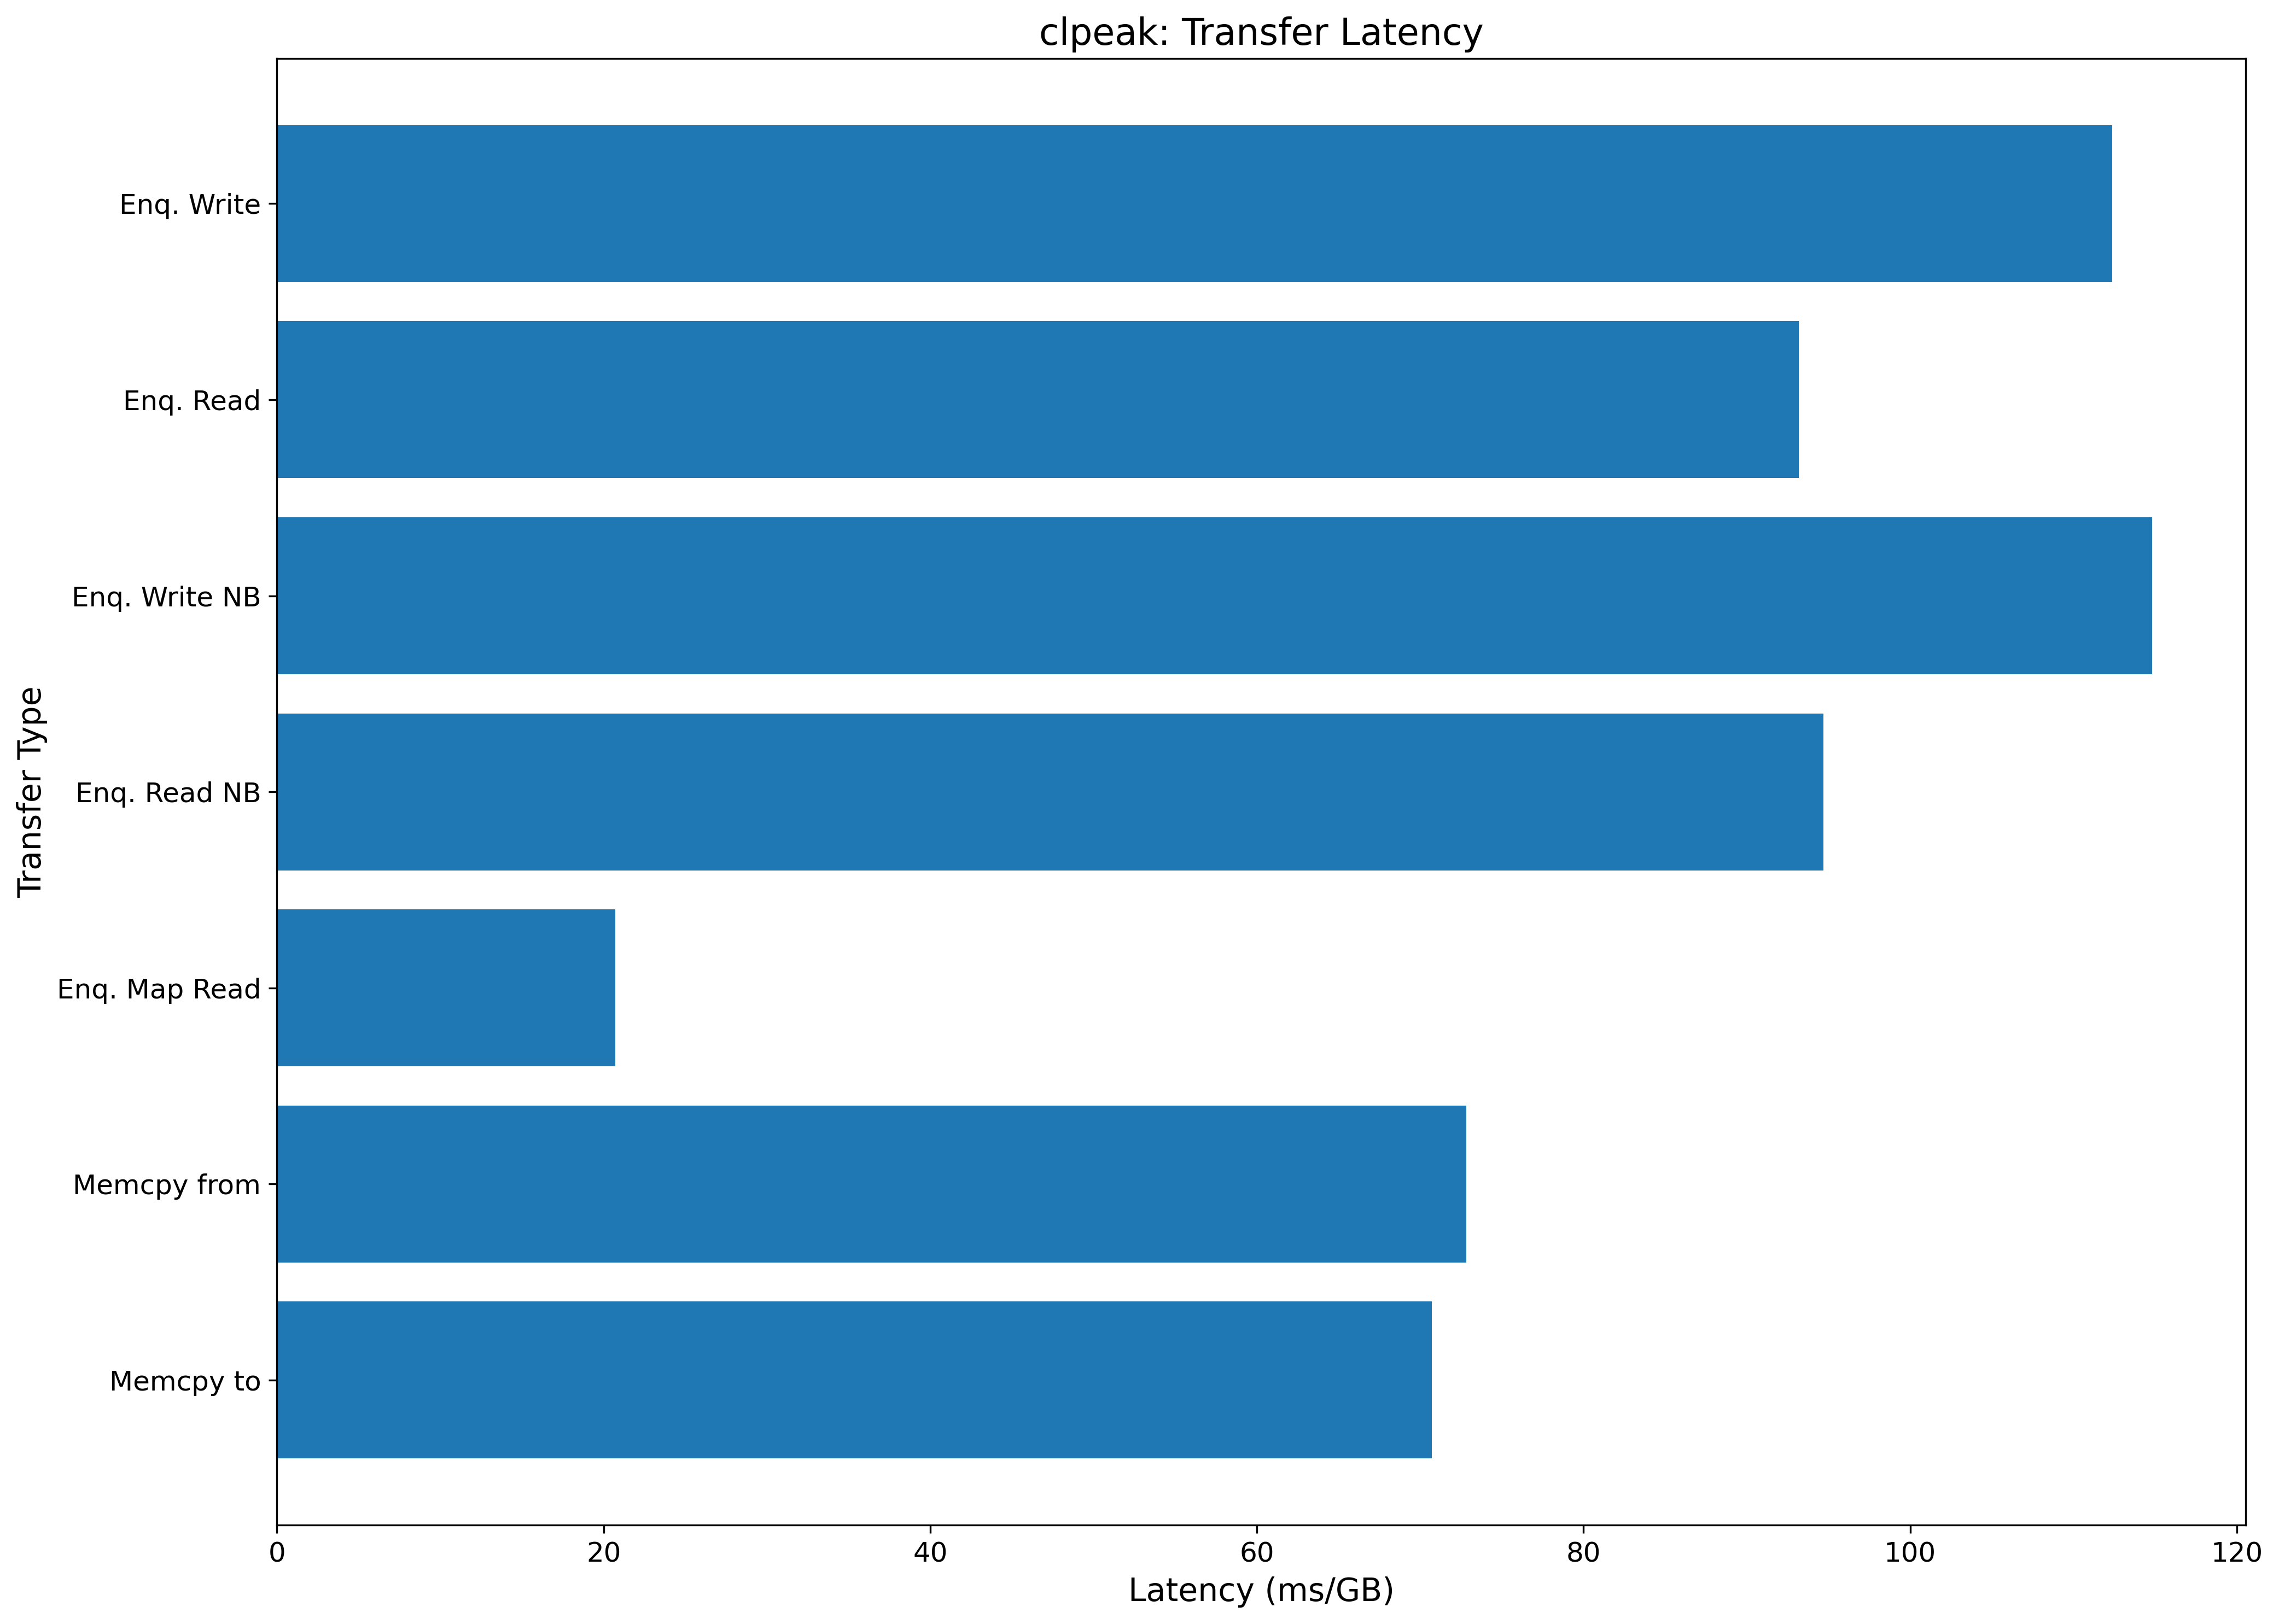 clpeak: Transfer Latency
Transfer Type
Enq. Write
Enq. Read
Enq. Write NB
Enq. Read NB
Enq. Map Read
Memcpy from
Memcpy to
0 20 40 60 80 100 120
Latency (ms/GB)